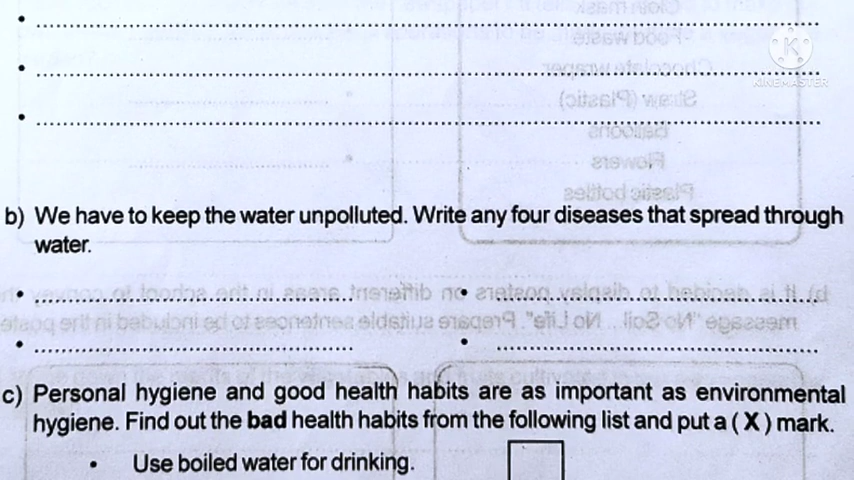 KINEMASTER
b) We have to keep the water unpolluted. Write any four diseases that spread through
water.
c) Personal hygiene and good health habits are as important as environmental
hygiene. Find out the bad health habits from the following list and put a ( X ) mark.
• Use boiled water for drinking.